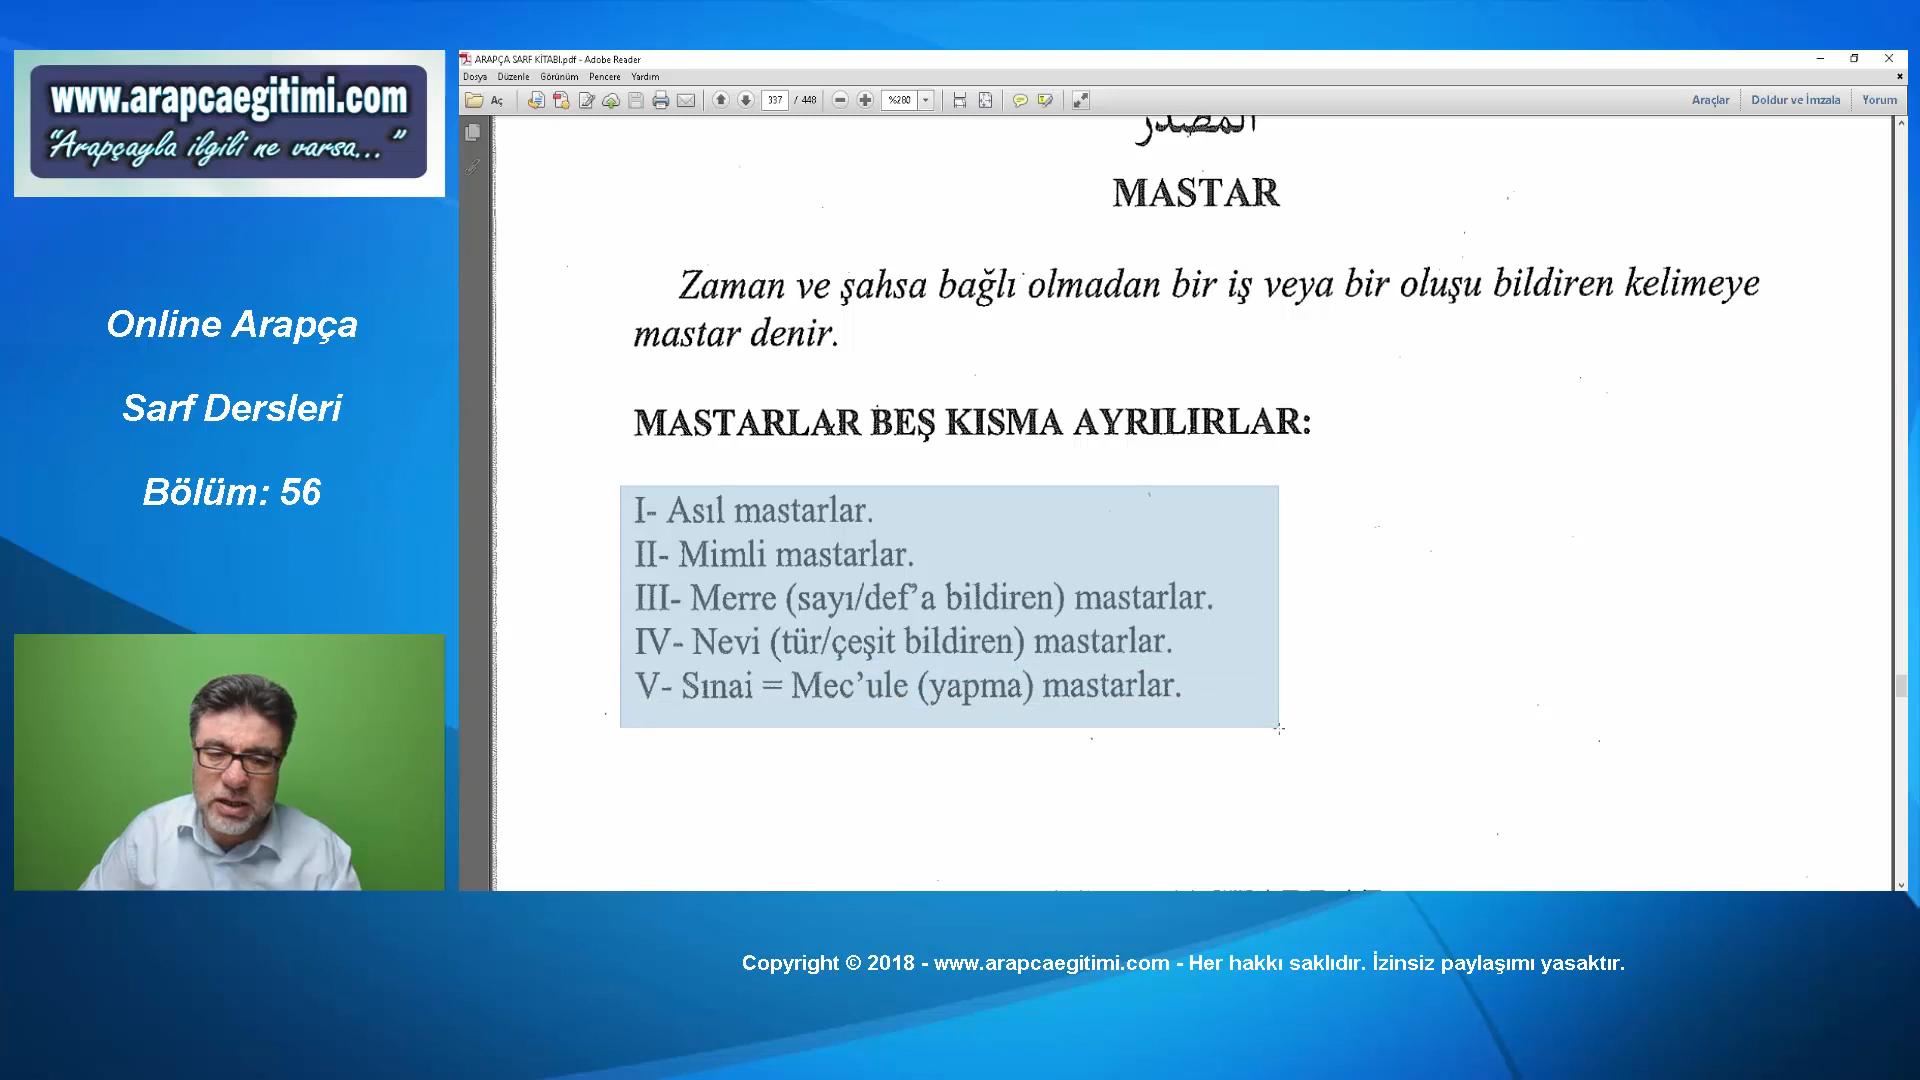 www.arapcaegitimi.com
“Arapçayla ilgili ne varsa...”
Online Arapça
Sarf Dersleri
Bölüm: 56
ARAPÇA SARF KİTABI.pdf - Adobe Reader
Dosya Düzenle Görünüm Pencere Yardım
Aç 337 / 448 %280 Araçlar Doldur ve İmzala Yorum
المصدر
MASTAR
Zaman ve şahsa bağlı olmadan bir iş veya bir oluşu bildiren kelimeye
mastar denir.
MASTARLAR BEŞ KISMA AYRILIRLAR:
I- Asıl mastarlar.
II- Mimli mastarlar.
III- Merre (sayı/def’a bildiren) mastarlar.
IV- Nevi (tür/çeşit bildiren) mastarlar.
V- Sınai = Mec’ule (yapma) mastarlar.
Copyright © 2018 - www.arapcaegitimi.com - Her hakkı saklıdır. İzinsiz paylaşımı yasaktır.